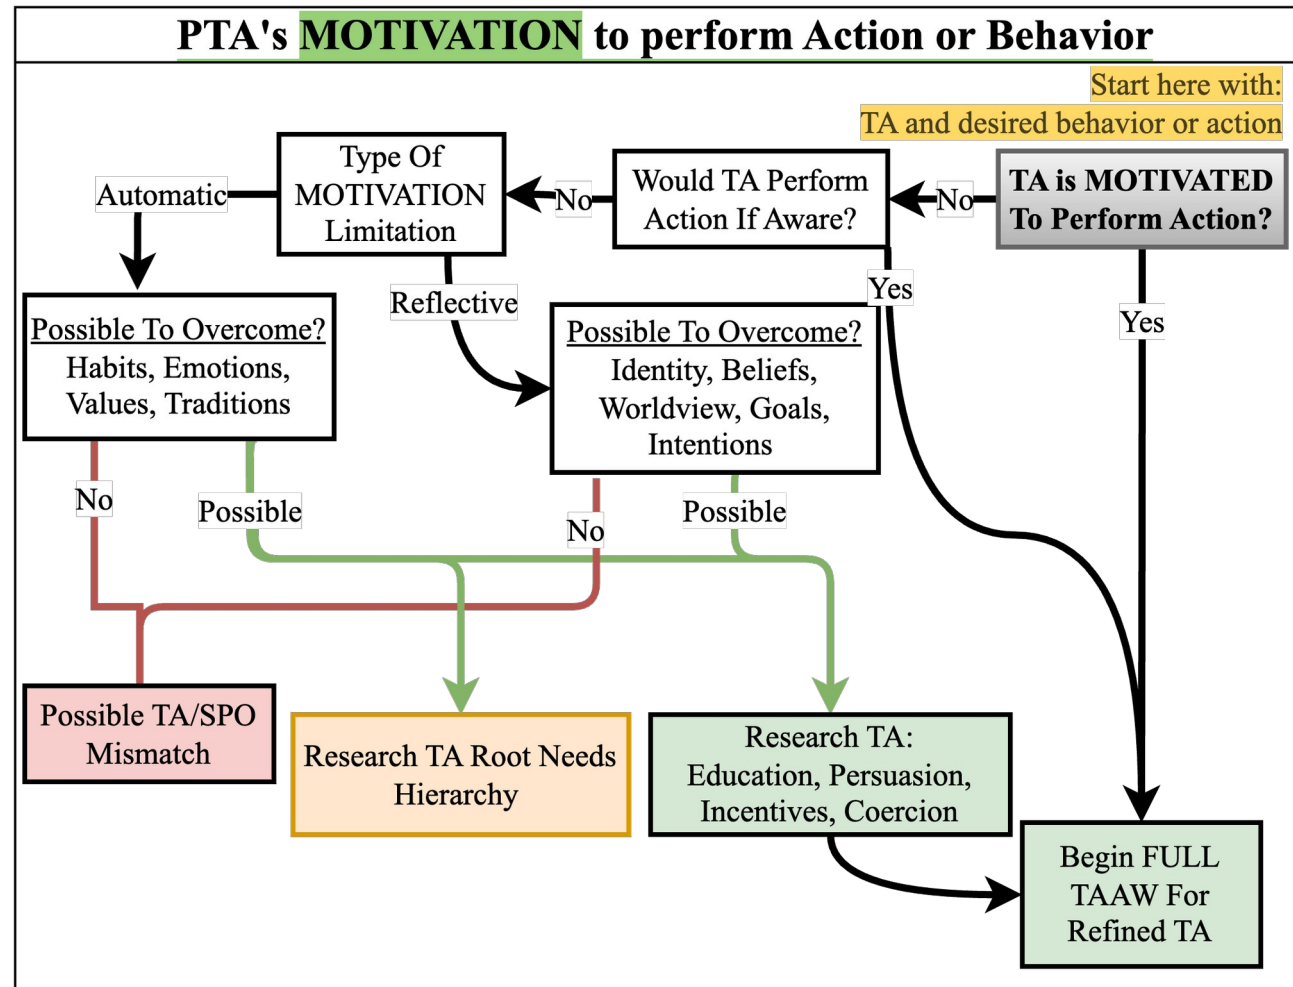 PTA's MOTIVATION to perform Action or Behavior
Start here with:
TA and desired behavior or action
TA is MOTIVATED
To Perform Action?
No
Yes
Would TA Perform
Action If Aware?
No
Yes
Type Of
MOTIVATION
Limitation
Automatic
Reflective
Possible To Overcome?
Habits, Emotions,
Values, Traditions
No
Possible
Possible To Overcome?
Identity, Beliefs,
Worldview, Goals,
Intentions
No
Possible
Possible TA/SPO
Mismatch
Research TA Root Needs
Hierarchy
Research TA:
Education, Persuasion,
Incentives, Coercion
Begin FULL
TAAW For
Refined TA